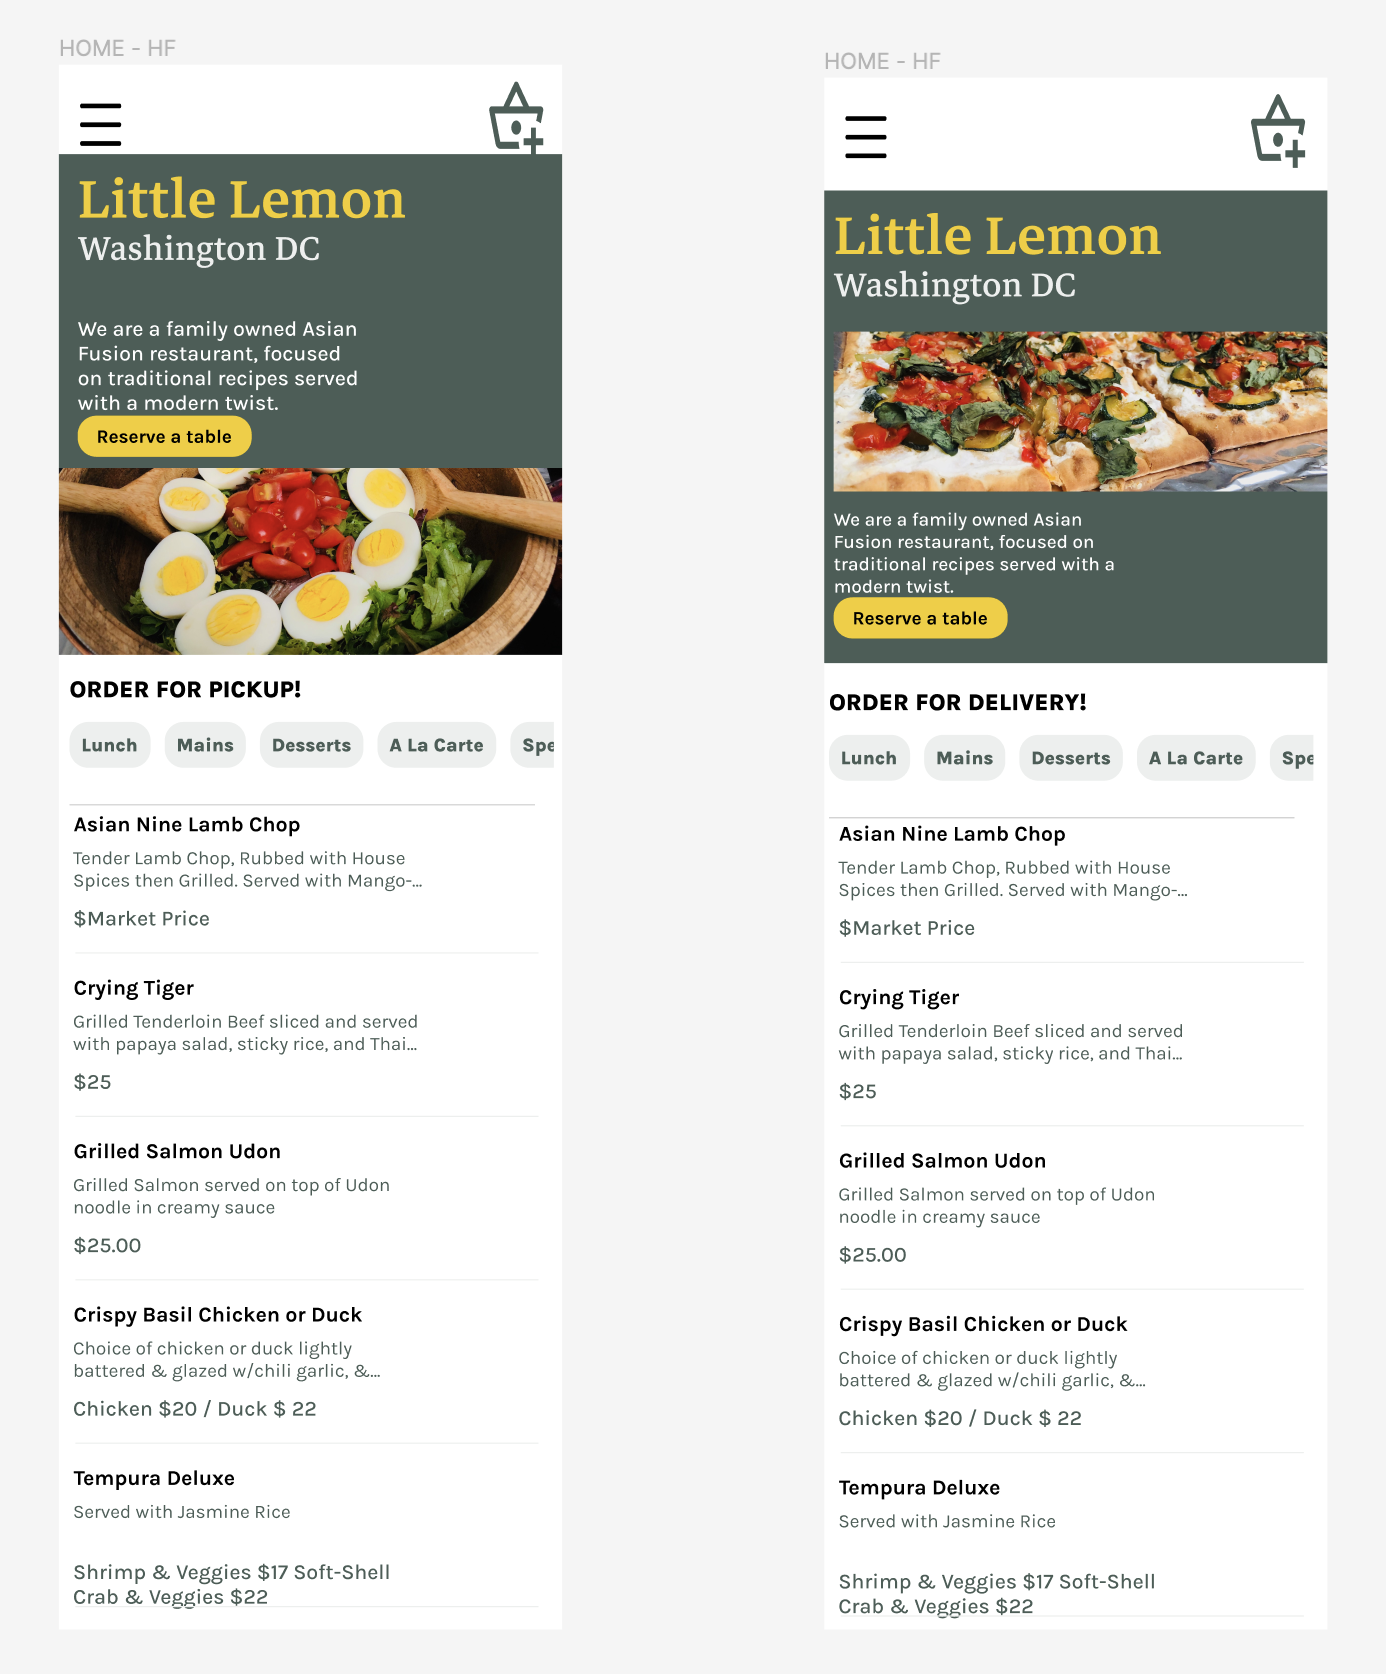 HOME - HF
Little Lemon
Washington DC
We are a family owned Asian
Fusion restaurant, focused
on traditional recipes served
with a modern twist.
Reserve a table
ORDER FOR PICKUP!
Lunch Mains Desserts A La Carte Spe
Asian Nine Lamb Chop
Tender Lamb Chop, Rubbed with House
Spices then Grilled. Served with Mango-...
$Market Price
Crying Tiger
Grilled Tenderloin Beef sliced and served
with papaya salad, sticky rice, and Thai...
$25
Grilled Salmon Udon
Grilled Salmon served on top of Udon
noodle in creamy sauce
$25.00
Crispy Basil Chicken or Duck
Choice of chicken or duck lightly
battered & glazed w/chili garlic, &...
Chicken $20 / Duck $ 22
Tempura Deluxe
Served with Jasmine Rice
Shrimp & Veggies $17 Soft-Shell
Crab & Veggies $22
HOME - HF
Little Lemon
Washington DC
We are a family owned Asian
Fusion restaurant, focused on
traditional recipes served with a
modern twist.
Reserve a table
ORDER FOR DELIVERY!
Lunch Mains Desserts A La Carte Spe
Asian Nine Lamb Chop
Tender Lamb Chop, Rubbed with House
Spices then Grilled. Served with Mango-...
$Market Price
Crying Tiger
Grilled Tenderloin Beef sliced and served
with papaya salad, sticky rice, and Thai...
$25
Grilled Salmon Udon
Grilled Salmon served on top of Udon
noodle in creamy sauce
$25.00
Crispy Basil Chicken or Duck
Choice of chicken or duck lightly
battered & glazed w/chili garlic, &...
Chicken $20 / Duck $ 22
Tempura Deluxe
Served with Jasmine Rice
Shrimp & Veggies $17 Soft-Shell
Crab & Veggies $22